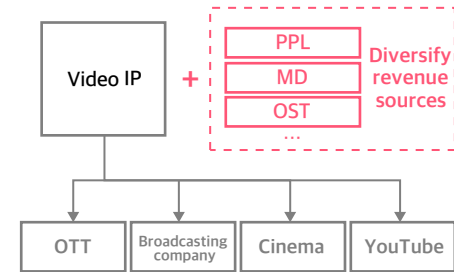 Video IP
+
PPL
MD
OST
...
Diversify
revenue
sources
OTT
Broadcasting
company
Cinema
YouTube